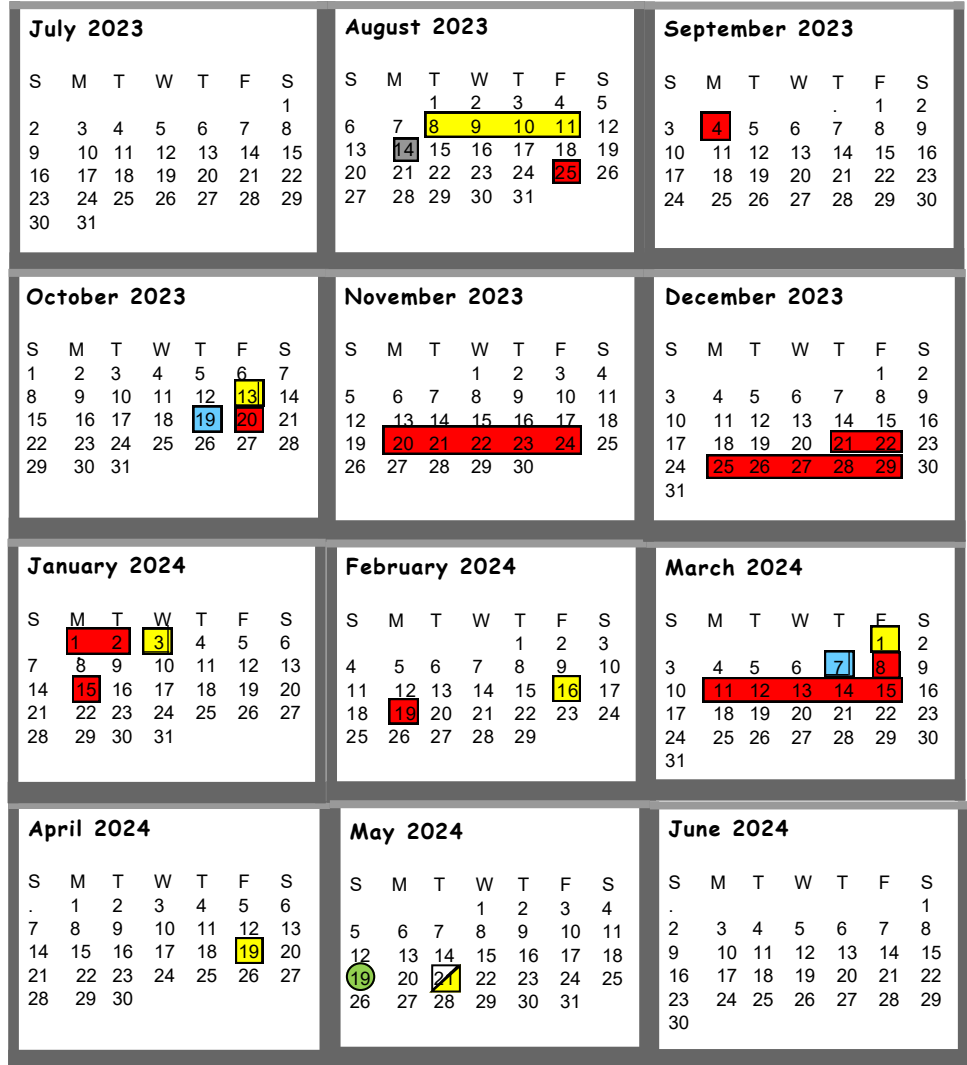 July 2023
S M T W T F S
1
2 3 4 5 6 7 8
9 10 11 12 13 14 15
16 17 18 19 20 21 22
23 24 25 26 27 28 29
30 31
August 2023
S M T W T F S
1 2 3 4 5
6 7 8 9 10 11 12
13 14 15 16 17 18 19
20 21 22 23 24 25 26
27 28 29 30 31
September 2023
S M T W T F S
. 1 2
3 4 5 6 7 8 9
10 11 12 13 14 15 16
17 18 19 20 21 22 23
24 25 26 27 28 29 30
October 2023
S M T W T F S
1 2 3 4 5 6 7
8 9 10 11 12 13 14
15 16 17 18 19 20 21
22 23 24 25 26 27 28
29 30 31
November 2023
S M T W T F S
1 2 3 4
5 6 7 8 9 10 11
12 13 14 15 16 17 18
19 20 21 22 23 24 25
26 27 28 29 30
December 2023
S M T W T F S
1 2
3 4 5 6 7 8 9
10 11 12 13 14 15 16
17 18 19 20 21 22 23
24 25 26 27 28 29 30
31
January 2024
S M T W T F S
1 2 3 4 5 6
7 8 9 10 11 12 13
14 15 16 17 18 19 20
21 22 23 24 25 26 27
28 29 30 31
February 2024
S M T W T F S
1 2 3
4 5 6 7 8 9 10
11 12 13 14 15 16 17
18 19 20 21 22 23 24
25 26 27 28 29
March 2024
S M T W T F S
1 2
3 4 5 6 7 8 9
10 11 12 13 14 15 16
17 18 19 20 21 22 23
24 25 26 27 28 29 30
31
April 2024
S M T W T F S
. 1 2 3 4 5 6
7 8 9 10 11 12 13
14 15 16 17 18 19 20
21 22 23 24 25 26 27
28 29 30
May 2024
S M T W T F S
1 2 3 4
5 6 7 8 9 10 11
12 13 14 15 16 17 18
19 20 21 22 23 24 25
26 27 28 29 30 31
June 2024
S M T W T F S
. 1
2 3 4 5 6 7 8
9 10 11 12 13 14 15
16 17 18 19 20 21 22
23 24 25 26 27 28 29
30